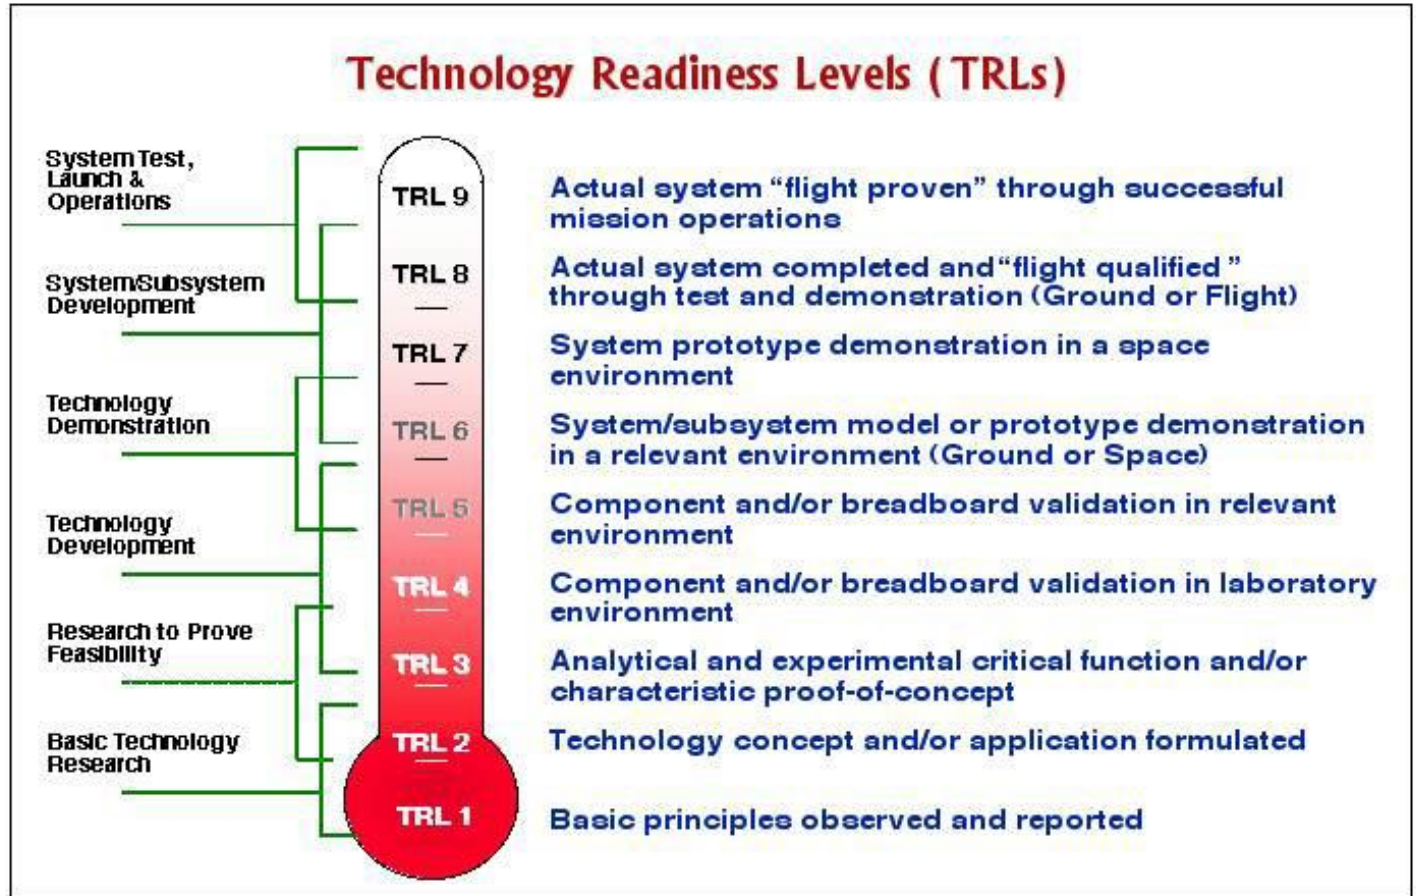 Technology Readiness Levels (TRLs)
System Test,
Launch &
Operations
System/Subsystem
Development
Technology
Demonstration
Technology
Development
Research to Prove
Feasibility
Basic Technology
Research
TRL 9
Actual system “flight proven” through successful
mission operations
TRL 8
Actual system completed and “flight qualified”
through test and demonstration (Ground or Flight)
TRL 7
System prototype demonstration in a space
environment
TRL 6
System/subsystem model or prototype demonstration
in a relevant environment (Ground or Space)
TRL 5
Component and/or breadboard validation in relevant
environment
TRL 4
Component and/or breadboard validation in laboratory
environment
TRL 3
Analytical and experimental critical function and/or
characteristic proof-of-concept
TRL 2
Technology concept and/or application formulated
TRL 1
Basic principles observed and reported